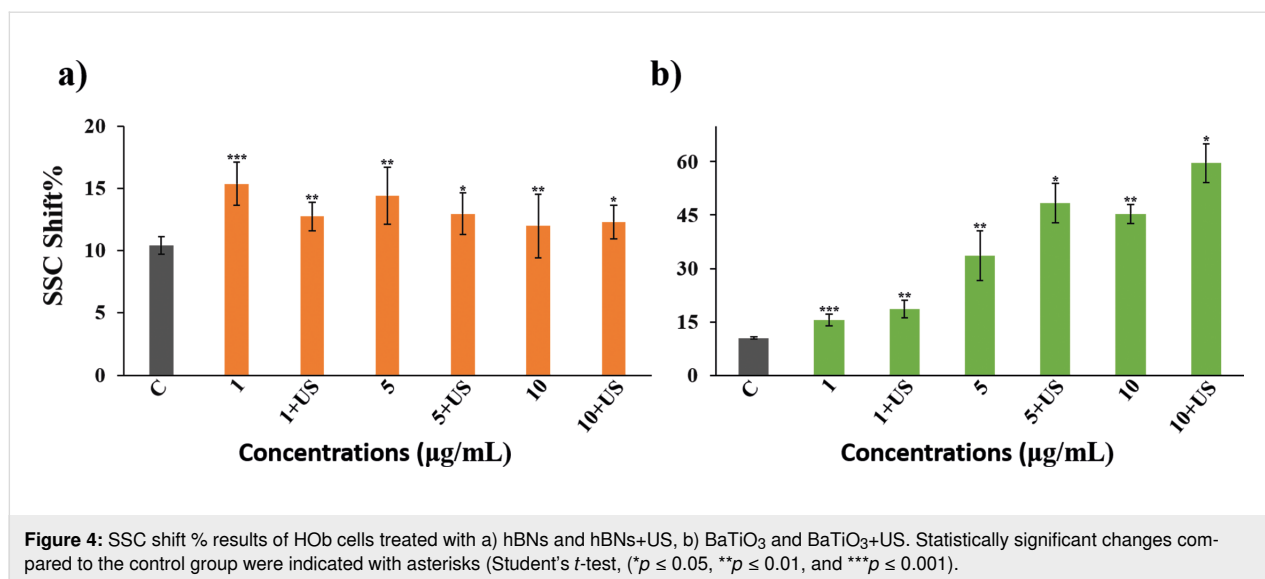 a)
SSC Shift%
20
15
10
5
0
***
**
**
*
**
*
C
1
1+US
5
5+US
10
10+US
Concentrations (µg/mL)
b)
60
45
30
15
0
***
**
**
*
**
*
C
1
1+US
5
5+US
10
10+US
Concentrations (µg/mL)
Figure 4: SSC shift % results of HOb cells treated with a) hBNs and hBNs+US, b) BaTiO₃ and BaTiO₃+US. Statistically significant changes com-
pared to the control group were indicated with asterisks (Student’s t-test, (*p ≤ 0.05, **p ≤ 0.01, and ***p ≤ 0.001).